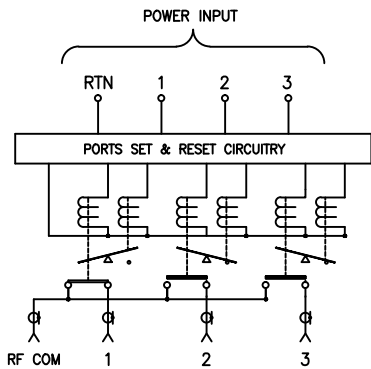 POWER INPUT
RTN 1 2 3
PORTS SET & RESET CIRCUITRY
RF COM 1 2 3